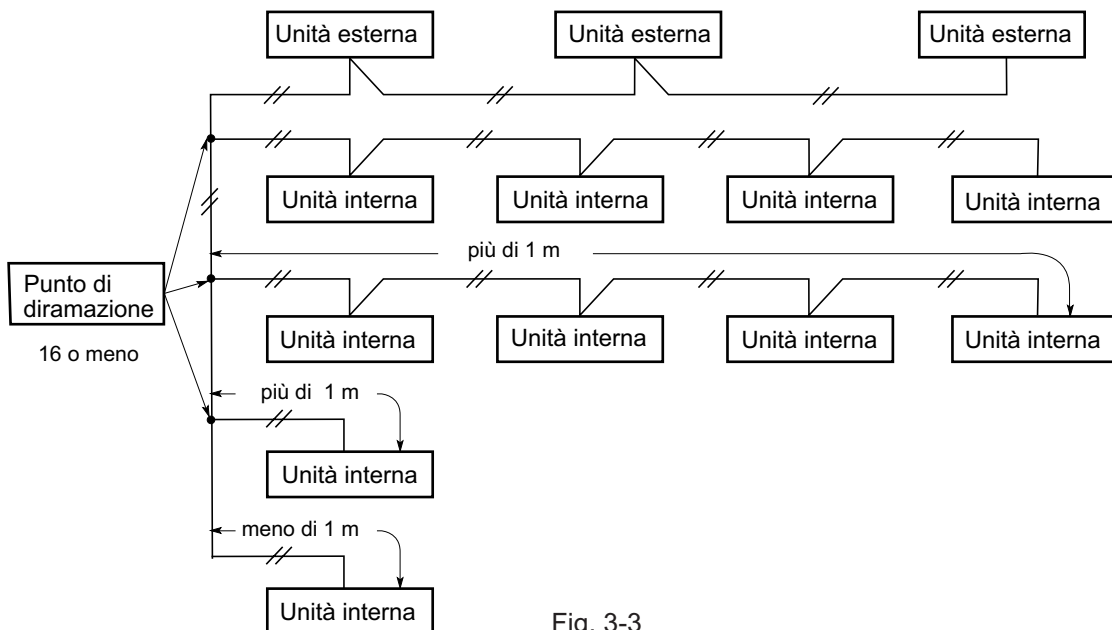 Unità esterna
Unità esterna
Unità esterna
Unità interna
Unità interna
Unità interna
Unità interna
più di 1 m
Punto di
diramazione
16 o meno
Unità interna
Unità interna
Unità interna
Unità interna
più di 1 m
Unità interna
meno di 1 m
Unità interna
Fig. 3-3